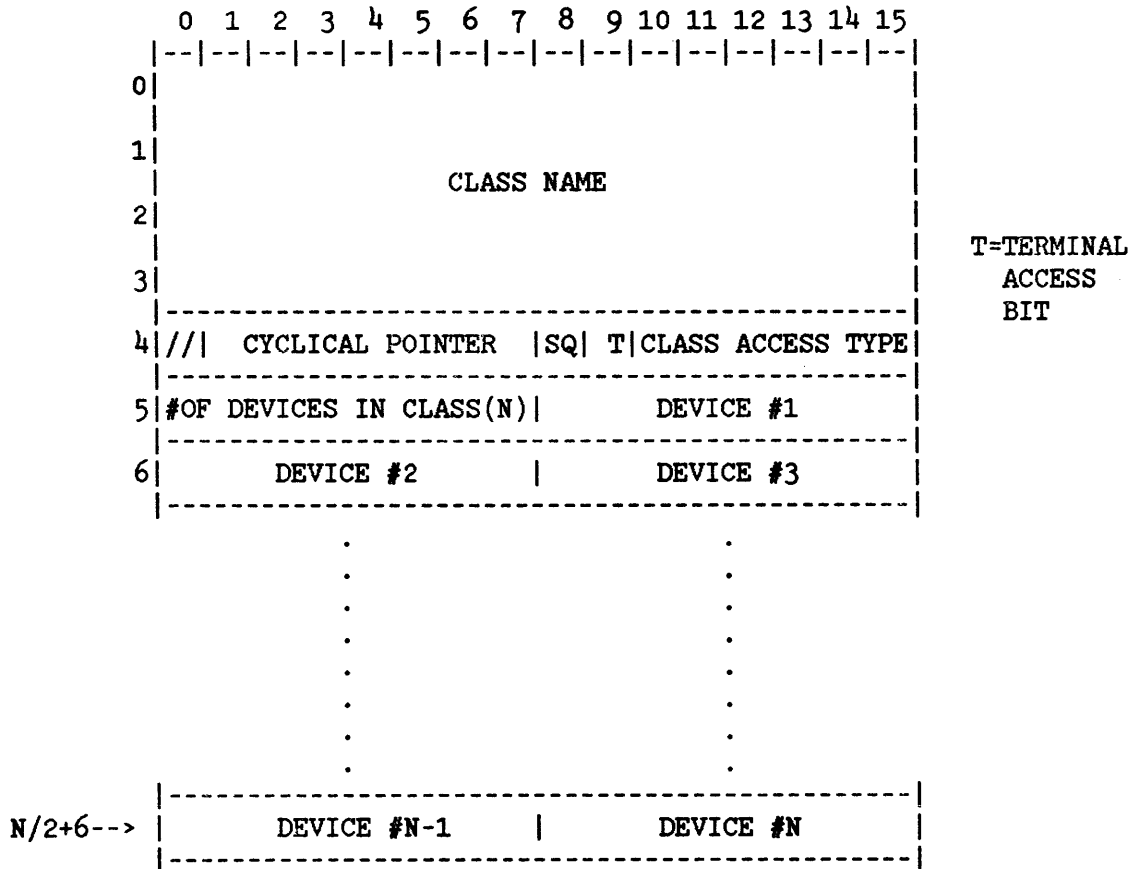 0 1 2 3 4 5 6 7 8 9 10 11 12 13 14 15
|--|--|--|--|--|--|--|--|--|--|--|--|--|--|--|--|
0|
1|
CLASS NAME
2|
T=TERMINAL
3| ACCESS
BIT
4|//| CYCLICAL POINTER |SQ| T|CLASS ACCESS TYPE|
5|#OF DEVICES IN CLASS(N)| DEVICE #1
6| DEVICE #2 | DEVICE #3
N/2+6--> | DEVICE #N-1 | DEVICE #N |